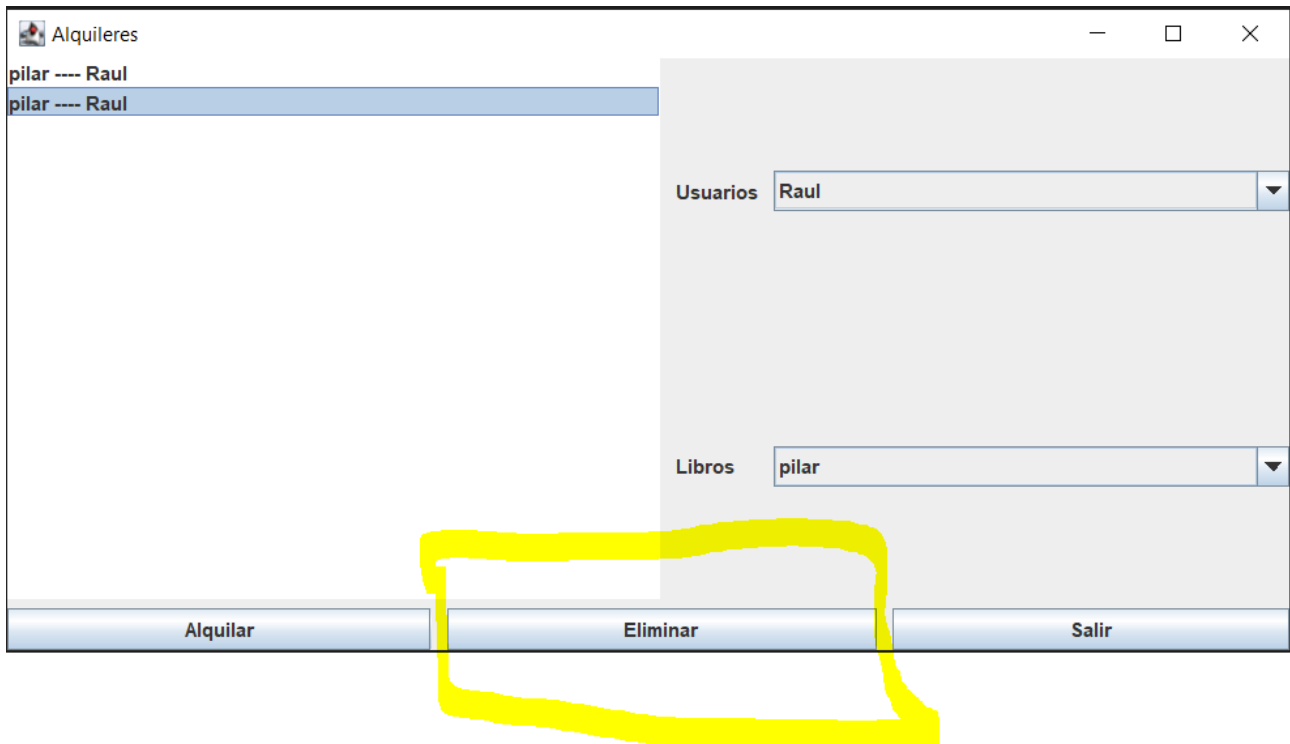 Alquileres
pilar ---- Raul
pilar ---- Raul
Usuarios Raul
Libros pilar
Alquilar Eliminar Salir